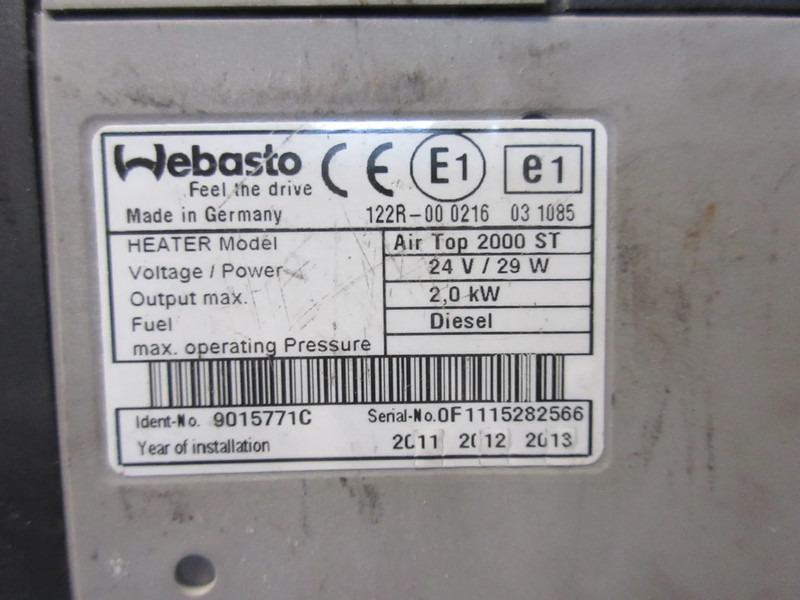 Webasto
Feel the drive
CE E1 e1
Made in Germany 122R-00 0216 03 1085
HEATER Model Air Top 2000 ST
Voltage / Power 24 V / 29 W
Output max. 2,0 kW
Fuel Diesel
max. operating Pressure
Ident-No. 9015771C Serial-No. 0F1115282566
Year of installation 2011 2012 2013